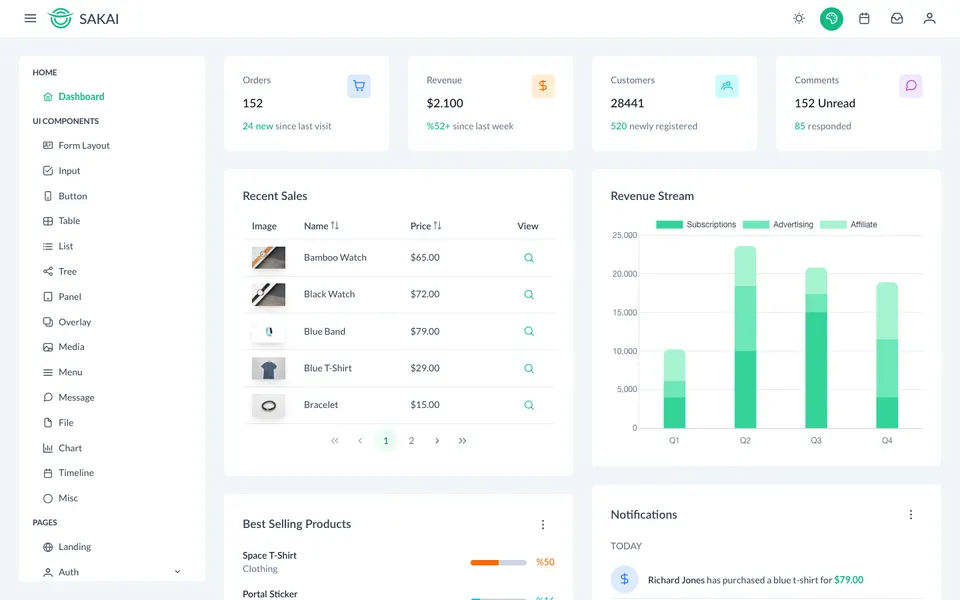 SAKAI
HOME
Dashboard
UI COMPONENTS
Form Layout
Input
Button
Table
List
Tree
Panel
Overlay
Media
Menu
Message
File
Chart
Timeline
Misc
PAGES
Landing
Auth
Orders
152
24 new since last visit
Revenue
$2.100
%52+ since last week
Customers
28441
520 newly registered
Comments
152 Unread
85 responded
Recent Sales
Image Name Price View
Bamboo Watch $65.00
Black Watch $72.00
Blue Band $79.00
Blue T-Shirt $29.00
Bracelet $15.00
1 2
Revenue Stream
Subscriptions Advertising Affiliate
25,000
20,000
15,000
10,000
5,000
0
Q1 Q2 Q3 Q4
Best Selling Products
Space T-Shirt
Clothing
%50
Portal Sticker
Notifications
TODAY
Richard Jones has purchased a blue t-shirt for $79.00